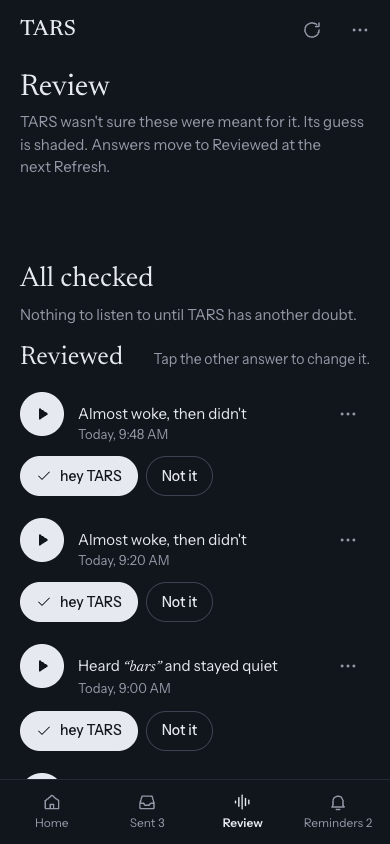 TARS
Review
TARS wasn't sure these were meant for it. Its guess
is shaded. Answers move to Reviewed at the
next Refresh.
All checked
Nothing to listen to until TARS has another doubt.
Reviewed Tap the other answer to change it.
Almost woke, then didn't
Today, 9:48 AM
hey TARS Not it
Almost woke, then didn't
Today, 9:20 AM
hey TARS Not it
Heard “bars” and stayed quiet
Today, 9:00 AM
hey TARS Not it
Home Sent 3 Review Reminders 2